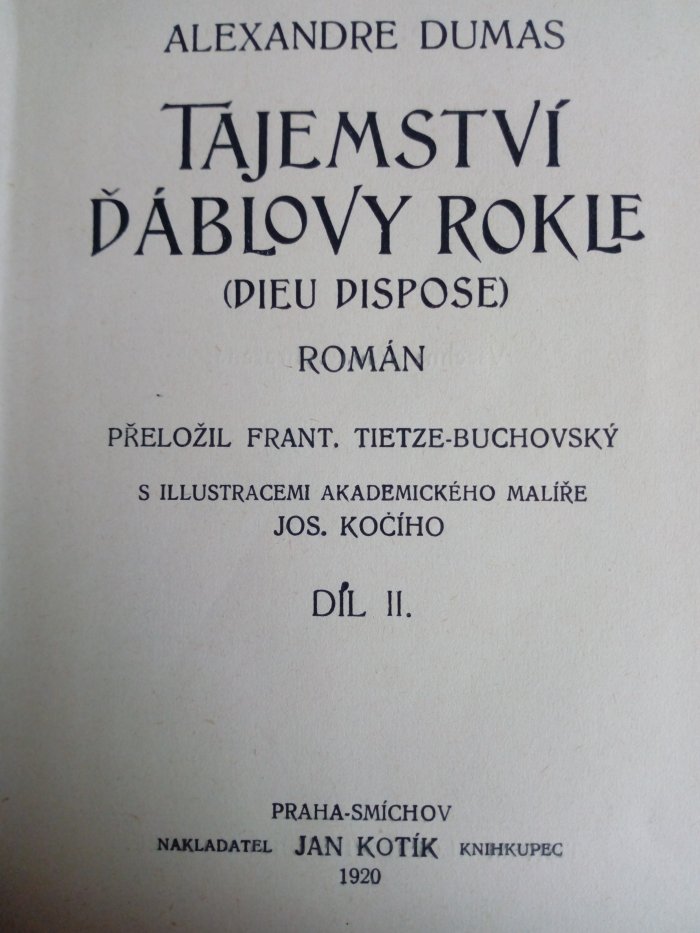 ALEXANDRE DUMAS
TAJEMSTVÍ
ĎÁBLOVY ROKLE
(DIEU DISPOSE)
ROMÁN
PŘELOŽIL FRANT. TIETZE-BUCHOVSKÝ
S ILLUSTRACEMI AKADEMICKÉHO MALÍŘE
JOS. KOČÍHO
DÍL II.
PRAHA-SMÍCHOV
NAKLADATEL JAN KOTÍK KNIHKUPEC
1920